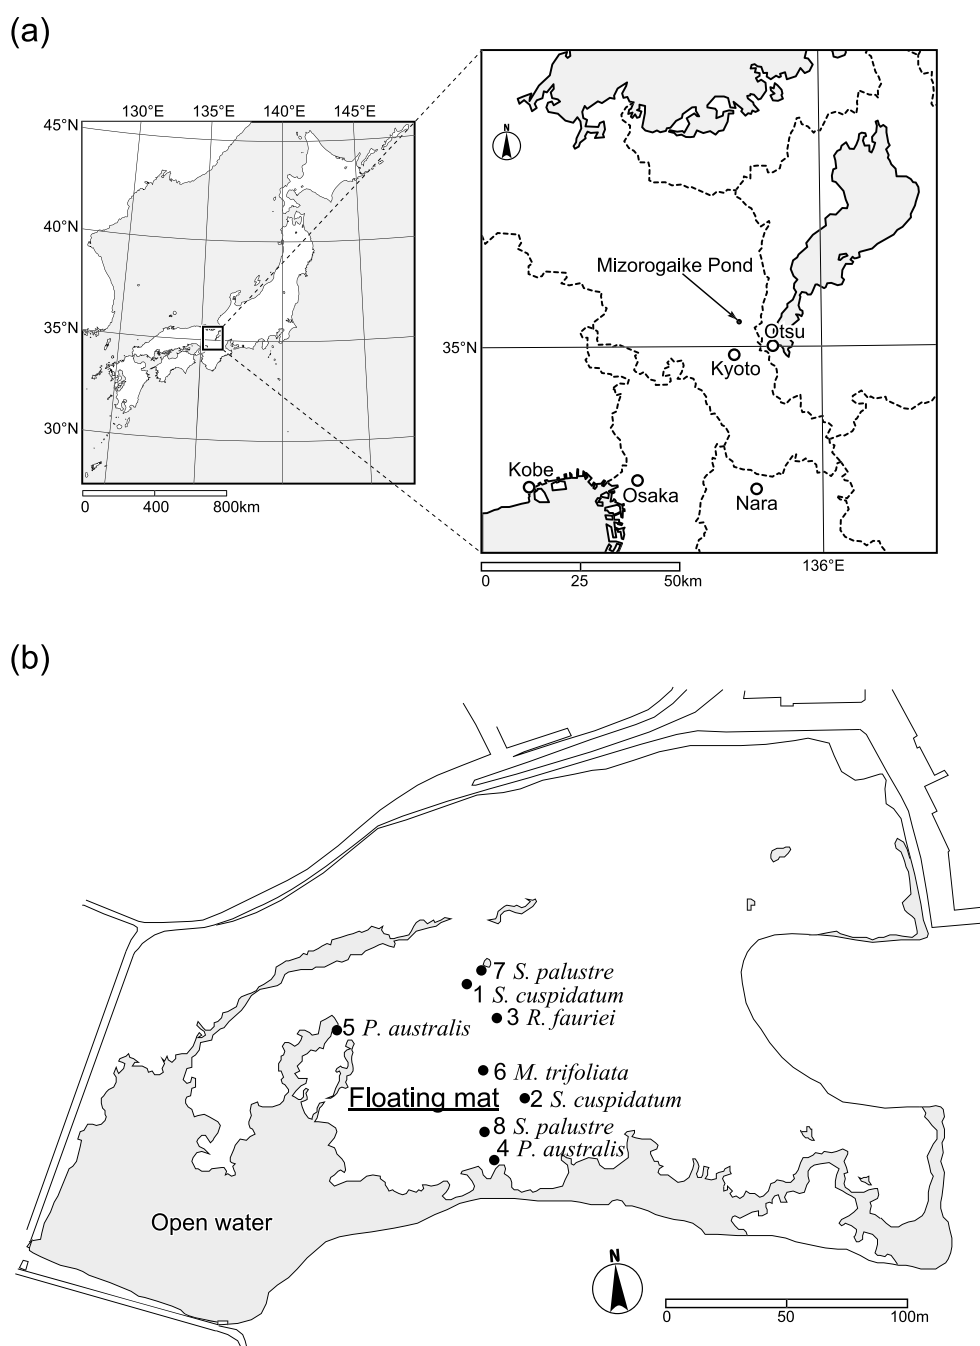 (a)
130°E 135°E 140°E 145°E
45°N
40°N
35°N
30°N
0 400 800km
N
Mizorogaike Pond
Otsu
35°N
Kyoto
Kobe
Osaka
Nara
136°E
0 25 50km
(b)
7 S. palustre
1 S. cuspidatum
3 R. fauriei
5 P. australis
6 M. trifoliata
Floating mat
2 S. cuspidatum
8 S. palustre
4 P. australis
Open water
N
0 50 100m